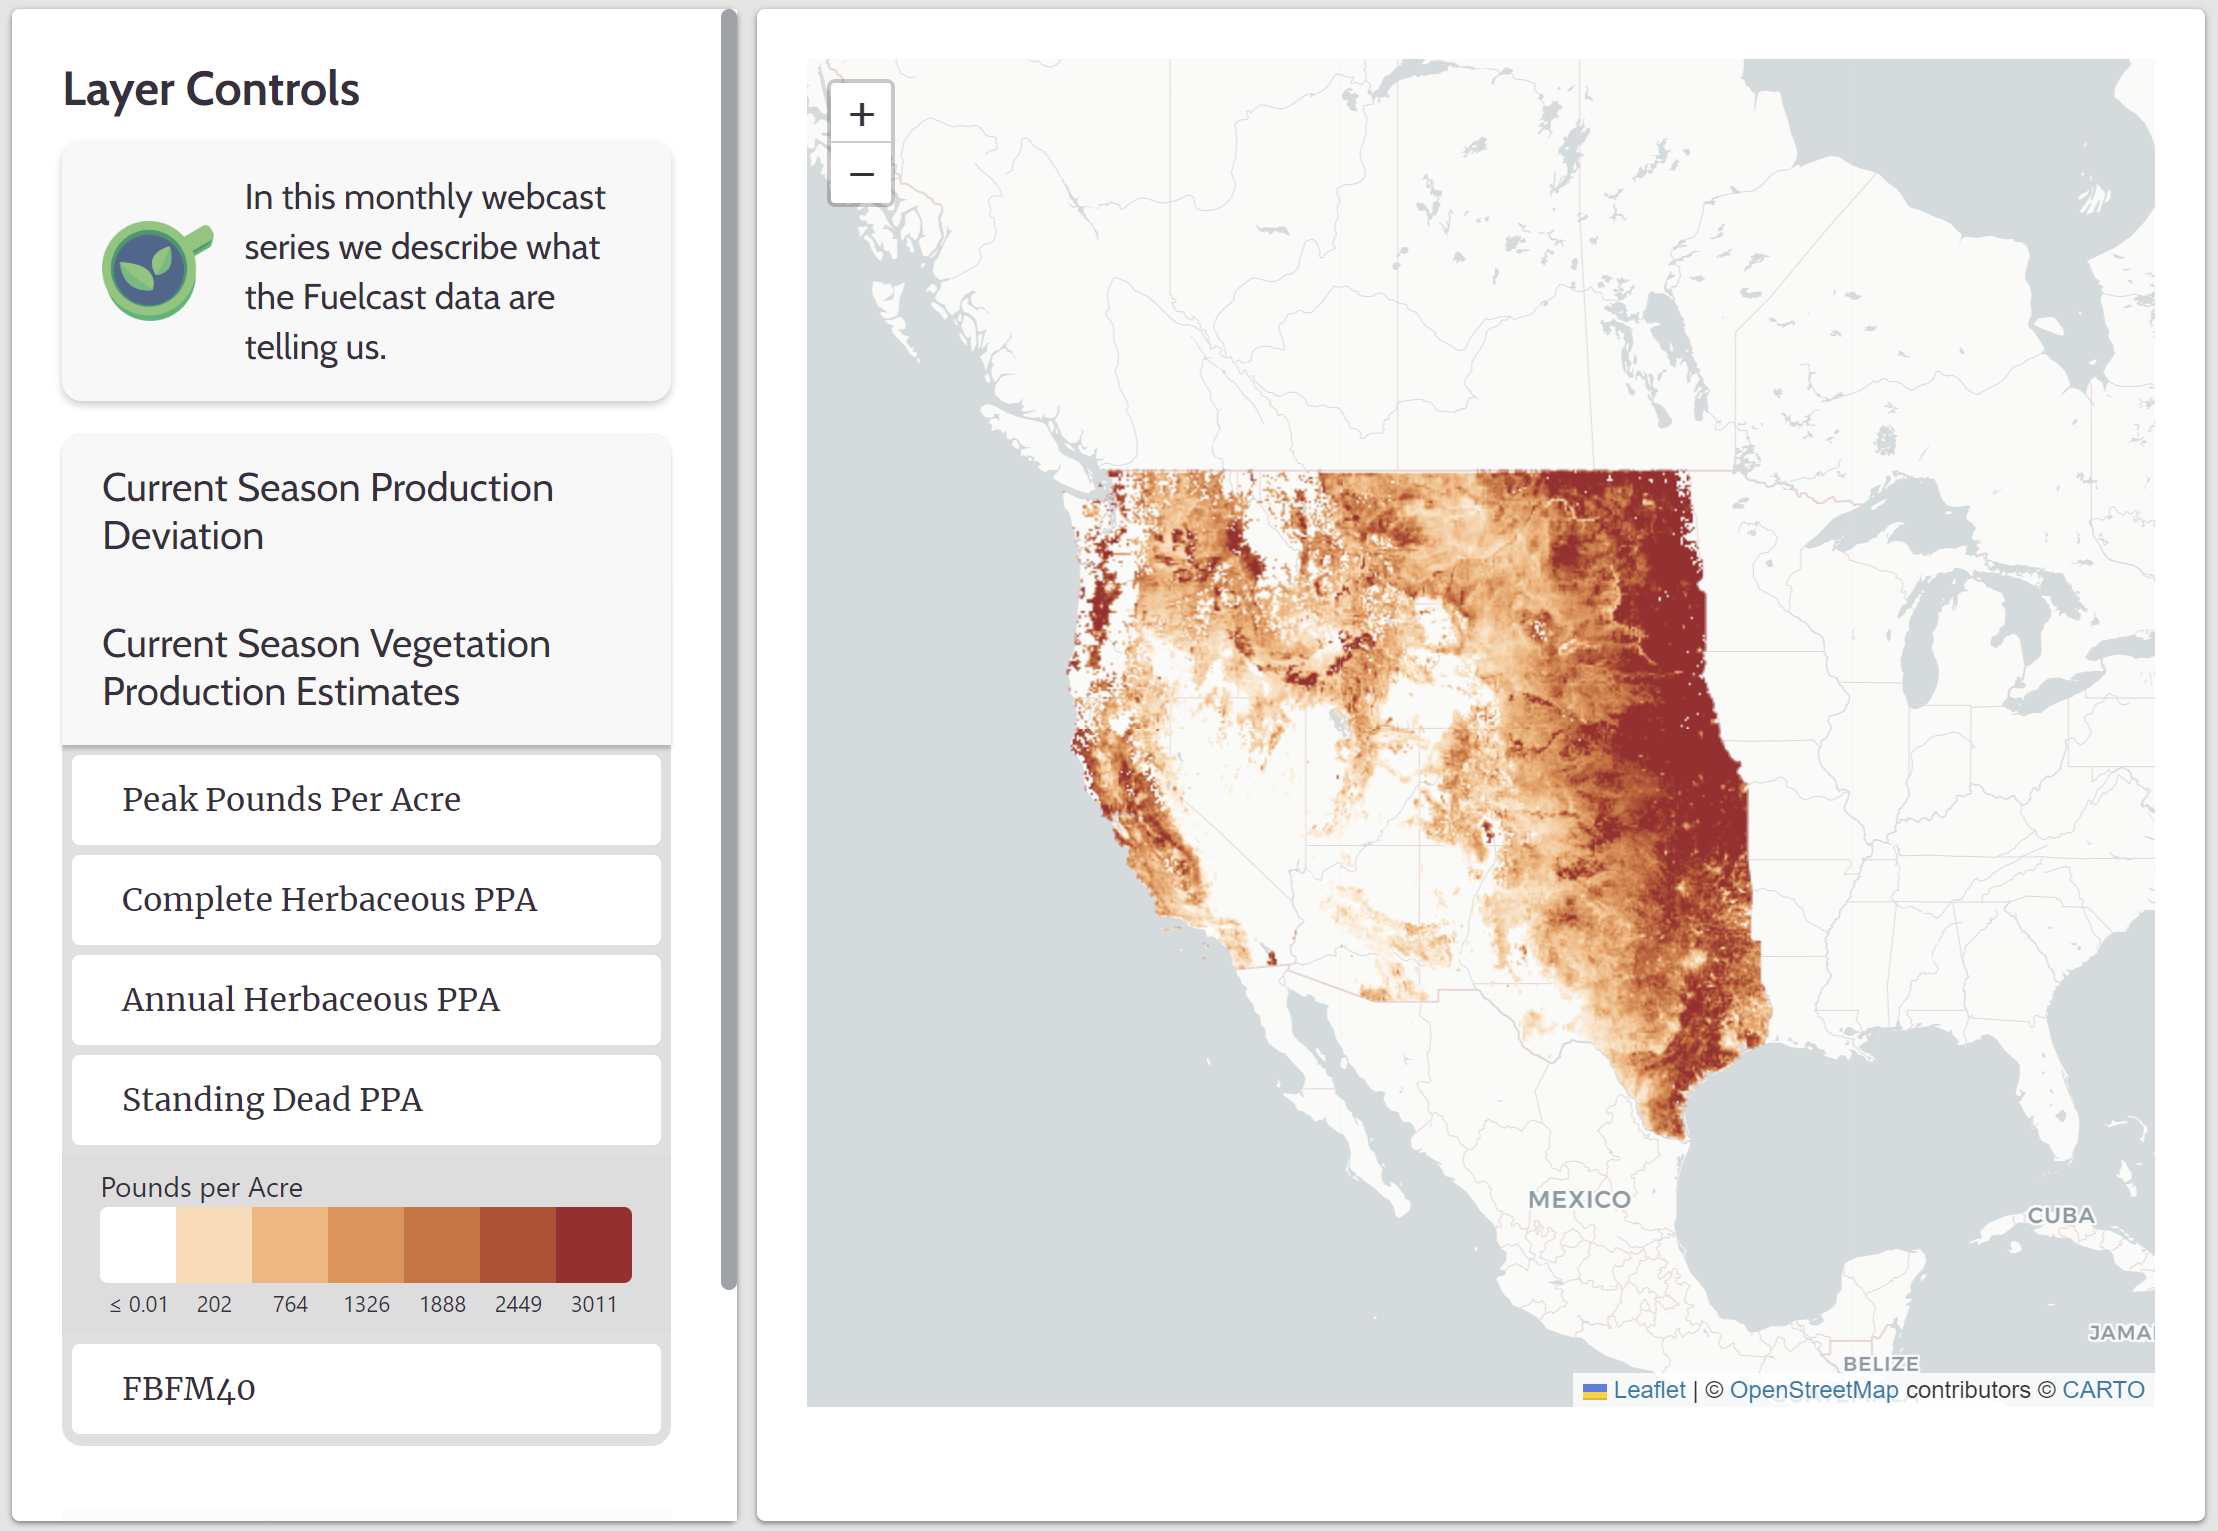 Layer Controls
In this monthly webcast
series we describe what
the Fuelcast data are
telling us.
Current Season Production
Deviation
Current Season Vegetation
Production Estimates
Peak Pounds Per Acre
Complete Herbaceous PPA
Annual Herbaceous PPA
Standing Dead PPA
Pounds per Acre
≤ 0.01 202 764 1326 1888 2449 3011
FBFM40
+
−
MEXICO
CUBA
JAMAI
BELIZE
Leaflet | © OpenStreetMap contributors © CARTO